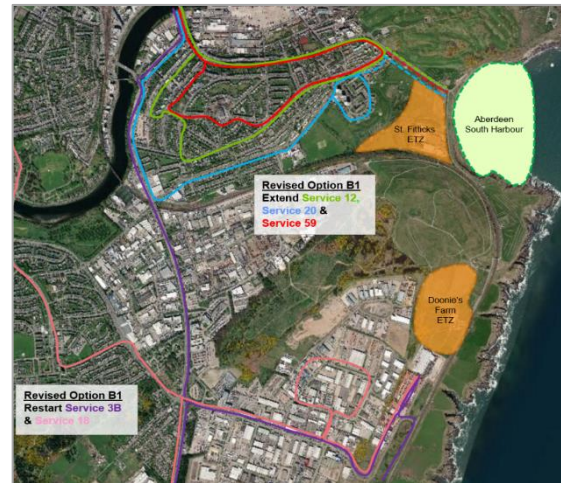 St. Fitticks
ETZ
Aberdeen
South Harbour
Revised Option B1
Extend Service 12,
Service 20 &
Service 59
Doonie's
Farm
ETZ
Revised Option B1
Restart Service 3B
& Service 18